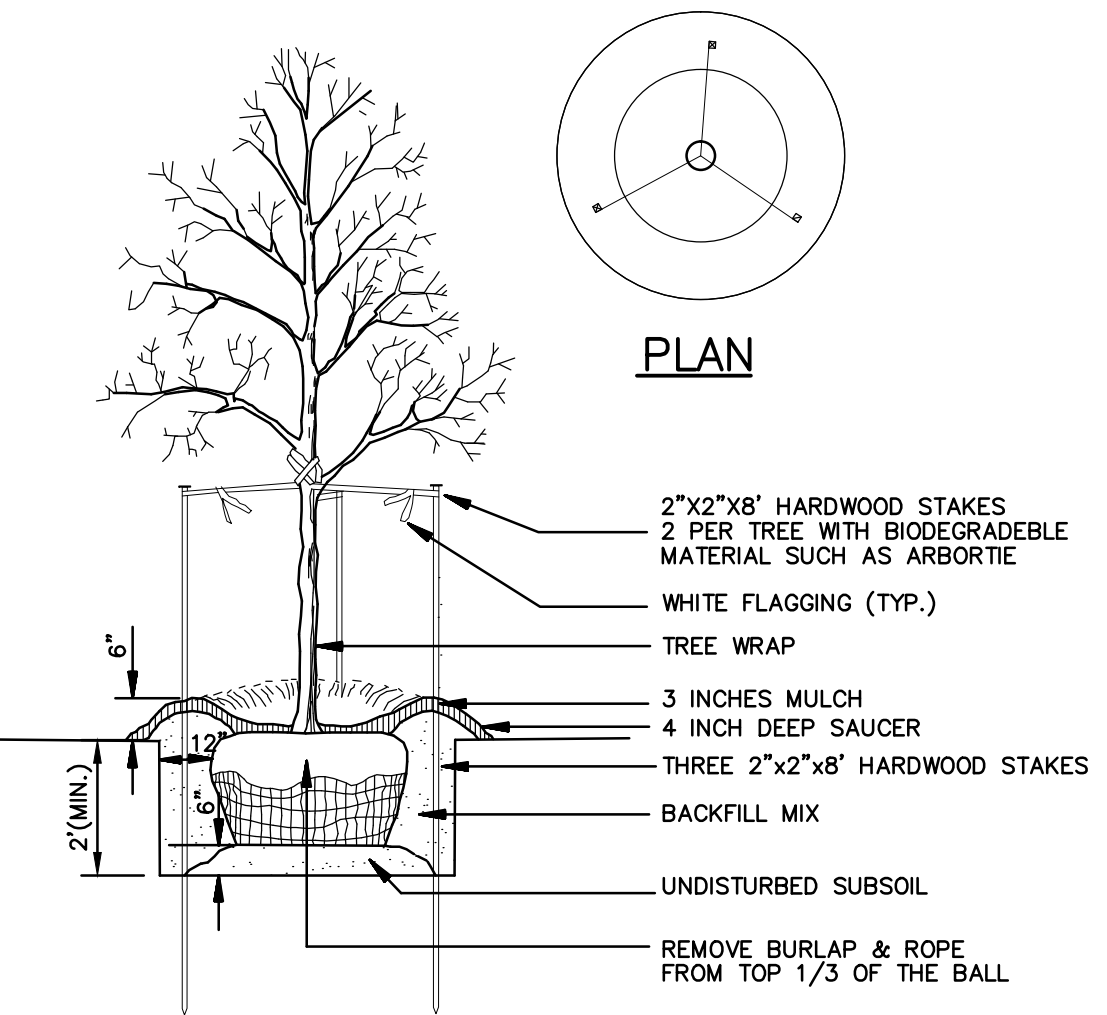 PLAN
2”X2”X8’ HARDWOOD STAKES
2 PER TREE WITH BIODEGRADEBLE
MATERIAL SUCH AS ARBORTIE
WHITE FLAGGING (TYP.)
TREE WRAP
6”
3 INCHES MULCH
4 INCH DEEP SAUCER
12”
THREE 2”x2”x8’ HARDWOOD STAKES
2’(MIN.)
6”
BACKFILL MIX
UNDISTURBED SUBSOIL
REMOVE BURLAP & ROPE
FROM TOP 1/3 OF THE BALL